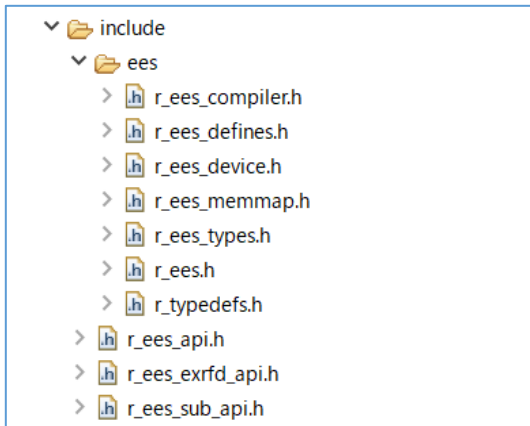 include
ees
.h r_ees_compiler.h
.h r_ees_defines.h
.h r_ees_device.h
.h r_ees_memmap.h
.h r_ees_types.h
.h r_ees.h
.h r_typedefs.h
.h r_ees_api.h
.h r_ees_exrfd_api.h
.h r_ees_sub_api.h